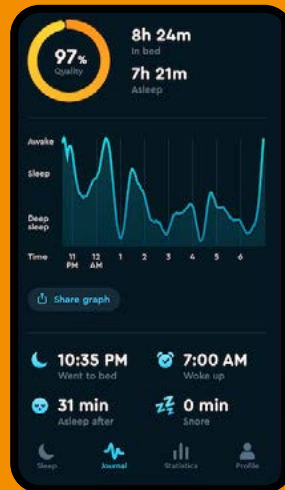 97%
Quality
8h 24m
In bed
7h 21m
Asleep
Awake
Sleep
Deep
sleep
Time 11 PM 12 AM 1 2 3 4 5 6
Share graph
10:35 PM 7:00 AM
Went to bed Woke up
31 min 0 min
Asleep after Snore
Sleep Journal Statistics Profile